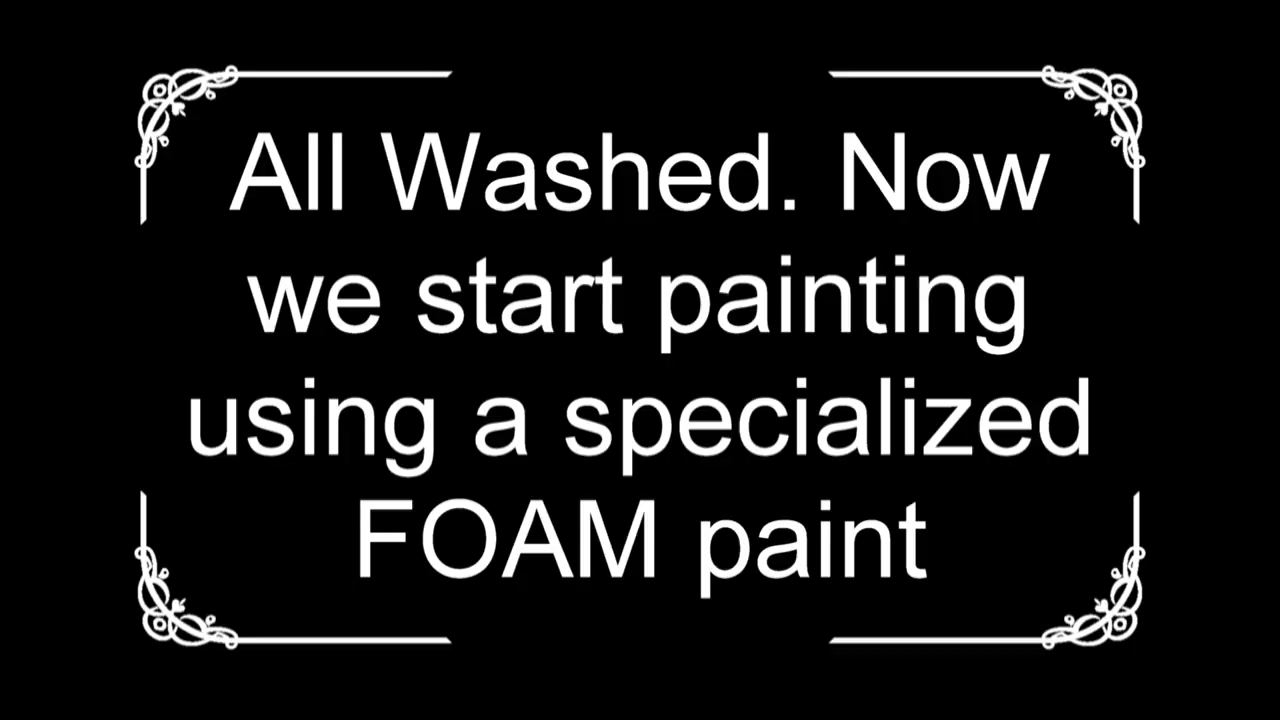 All Washed. Now
we start painting
using a specialized
FOAM paint